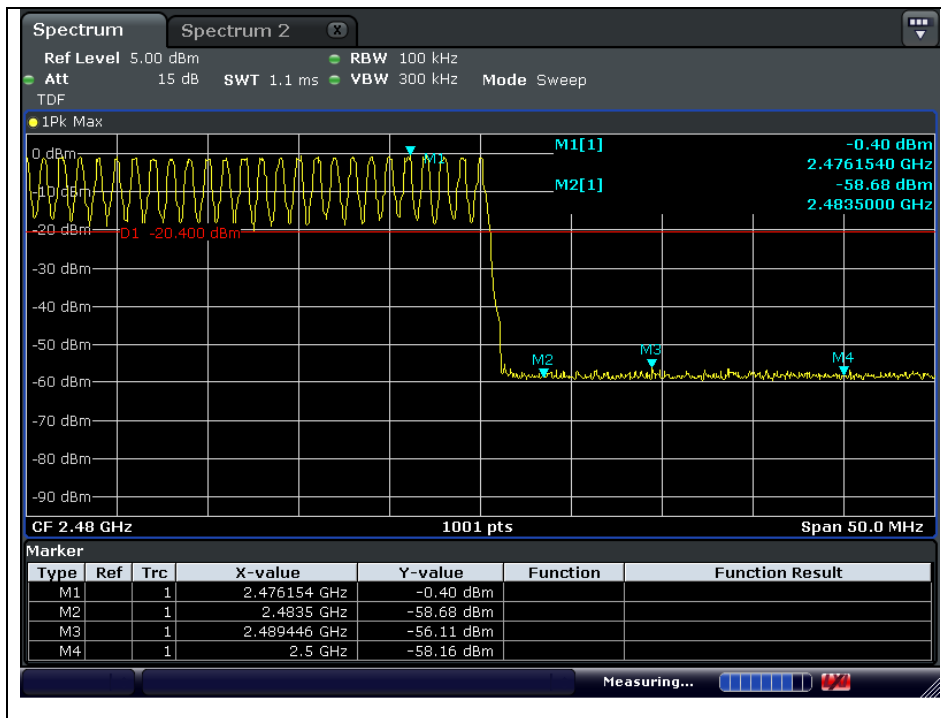 Spectrum Spectrum 2 X
Ref Level 5.00 dBm RBW 100 kHz
Att 15 dB SWT 1.1 ms VBW 300 kHz Mode Sweep
TDF
1Pk Max
M1[1] -0.40 dBm
2.4761540 GHz
M2[1] -58.68 dBm
2.4835000 GHz
0 dBm
M1
-10 dBm
-20 dBm
D1 -20.400 dBm
-30 dBm
-40 dBm
-50 dBm
M2 M3 M4
-60 dBm
-70 dBm
-80 dBm
-90 dBm
CF 2.48 GHz 1001 pts Span 50.0 MHz
Marker
Type Ref Trc X-value Y-value Function Function Result
M1 1 2.476154 GHz -0.40 dBm
M2 1 2.4835 GHz -58.68 dBm
M3 1 2.489446 GHz -56.11 dBm
M4 1 2.5 GHz -58.16 dBm
Measuring...